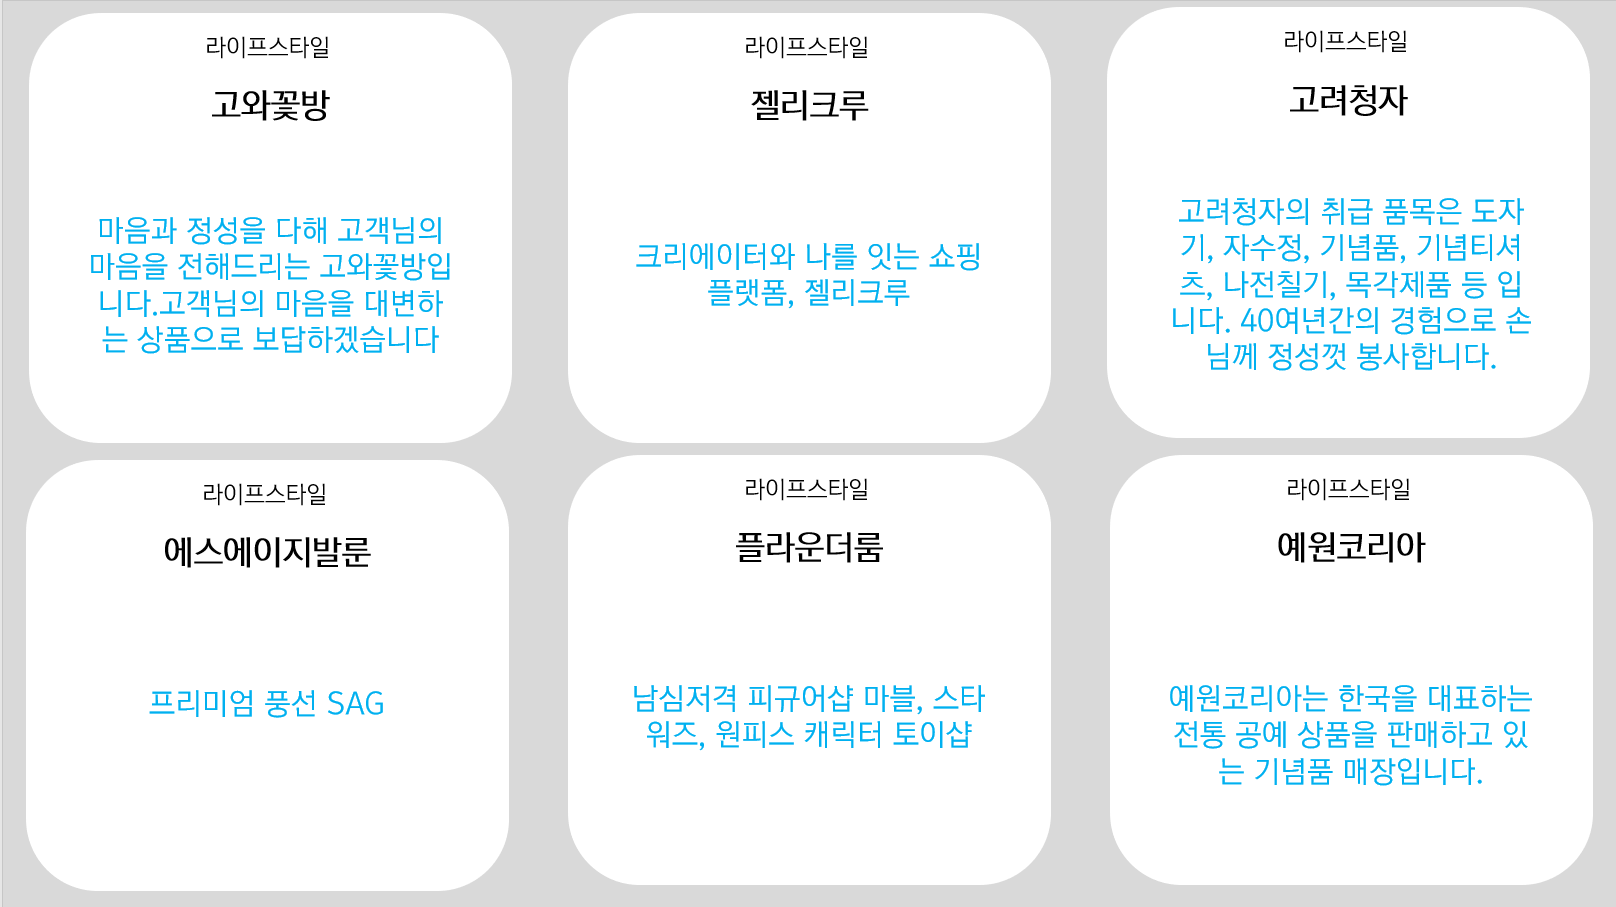 라이프스타일
고와꽃방
마음과 정성을 다해 고객님의
마음을 전해드리는 고와꽃방입
니다.고객님의 마음을 대변하
는 상품으로 보답하겠습니다
라이프스타일
젤리크루
크리에이터와 나를 잇는 쇼핑
플랫폼, 젤리크루
라이프스타일
고려청자
고려청자의 취급 품목은 도자
기, 자수정, 기념품, 기념티셔
츠, 나전칠기, 목각제품 등 입
니다. 40여년간의 경험으로 손
님께 정성껏 봉사합니다.
라이프스타일
에스에이지발룬
프리미엄 풍선 SAG
라이프스타일
플라운더룸
남심저격 피규어샵 마블, 스타
워즈, 원피스 캐릭터 토이샵
라이프스타일
예원코리아
예원코리아는 한국을 대표하는
전통 공예 상품을 판매하고 있
는 기념품 매장입니다.